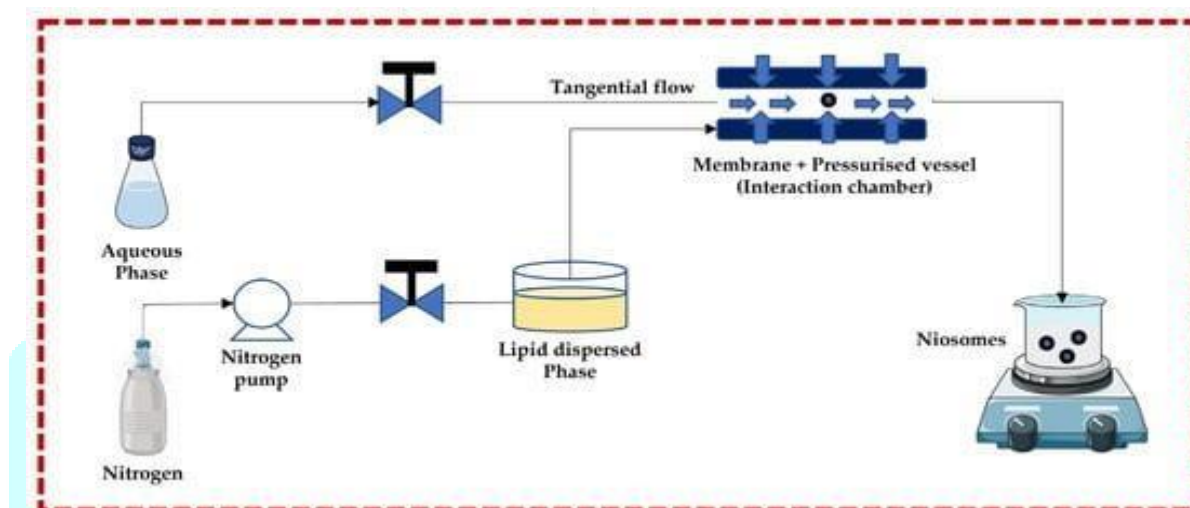 Tangential flow
Membrane + Pressurised vessel
(Interaction chamber)
Aqueous
Phase
Nitrogen
pump
Lipid dispersed
Phase
Niosomes
Nitrogen